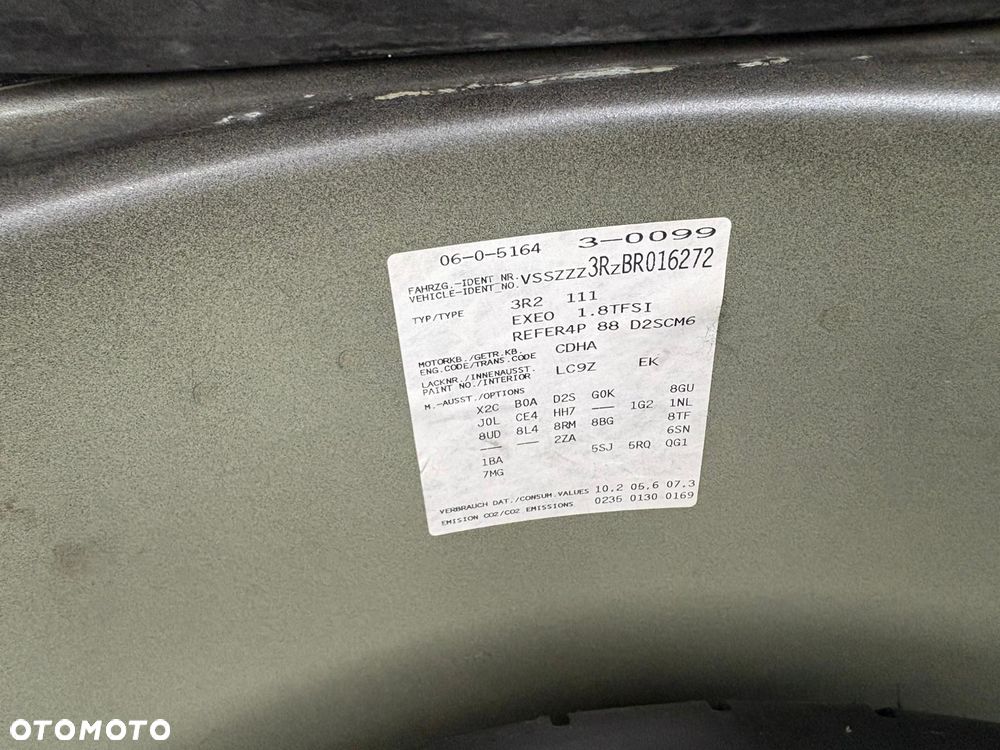 06-0-5164 3-0099
FAHRZG.-IDENT NR.
VEHICLE-IDENT_NO. VSSZZZ3RZBR016272
TYP/TYPE 3R2 111
EXEO 1.8TFSI
REFER4P 88 D2SCM6
MOTORKB./GETR.KB.
ENG.CODE/TRANS.CODE CDHA
LACKNR./INNENAUSST.
PAINT NO./INTERIOR LC9Z EK
M.-AUSST./OPTIONS
X2C B0A D2S G0K 8GU
J0L CE4 HH7 —— 1G2 1NL
8UD 8L4 8RM 8BG 8TF
—— —— 2ZA 6SN
1BA 5SJ 5RQ QG1
7MG
VERBRAUCH DAT./CONSUM.VALUES 10.2 05.6 07.3
EMISION CO2/CO2 EMISSIONS 0236 0130 0169
OTOMOTO